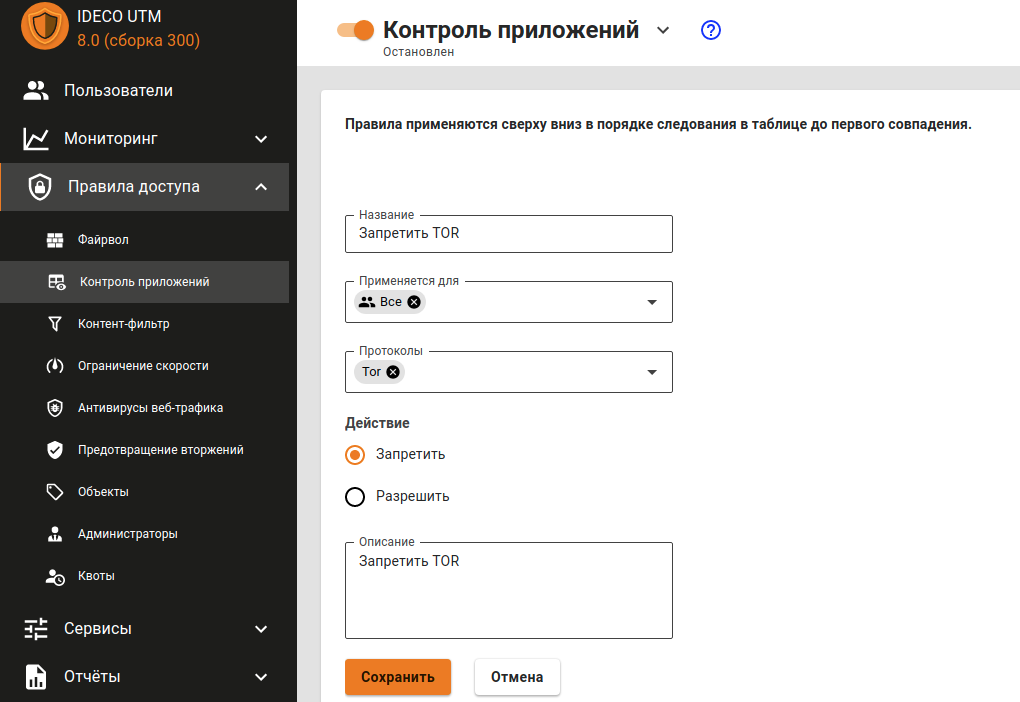 IDECO UTM
8.0 (сборка 300)
Пользователи
Мониторинг
Правила доступа
Файрвол
Контроль приложений
Контент-фильтр
Ограничение скорости
Антивирусы веб-трафика
Предотвращение вторжений
Объекты
Администраторы
Квоты
Сервисы
Отчёты
Контроль приложений
Остановлен
Правила применяются сверху вниз в порядке следования в таблице до первого совпадения.
Название
Запретить TOR
Применяется для
Все
Протоколы
Tor
Действие
Запретить
Разрешить
Описание
Запретить TOR
Сохранить
Отмена